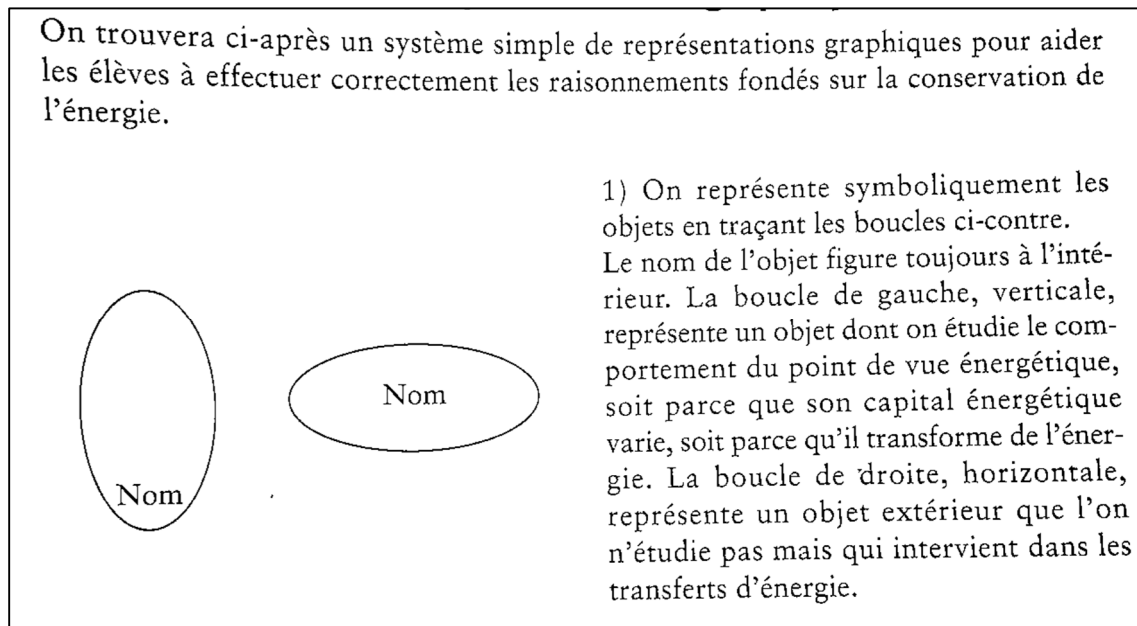 On trouvera ci-après un système simple de représentations graphiques pour aider
les élèves à effectuer correctement les raisonnements fondés sur la conservation de
l'énergie.
1) On représente symboliquement les
objets en traçant les boucles ci-contre.
Le nom de l'objet figure toujours à l'inté-
rieur. La boucle de gauche, verticale,
représente un objet dont on étudie le com-
portement du point de vue énergétique,
soit parce que son capital énergétique
varie, soit parce qu'il transforme de l'éner-
gie. La boucle de droite, horizontale,
représente un objet extérieur que l'on
n'étudie pas mais qui intervient dans les
transferts d'énergie.
Nom
Nom